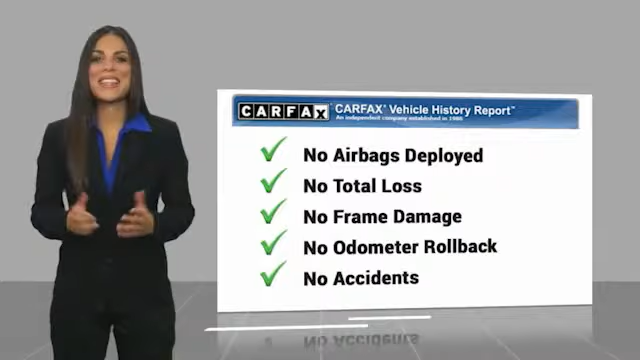 CARFAX CARFAX® Vehicle History Report™
An independent company established in 1986
No Airbags Deployed
No Total Loss
No Frame Damage
No Odometer Rollback
No Accidents